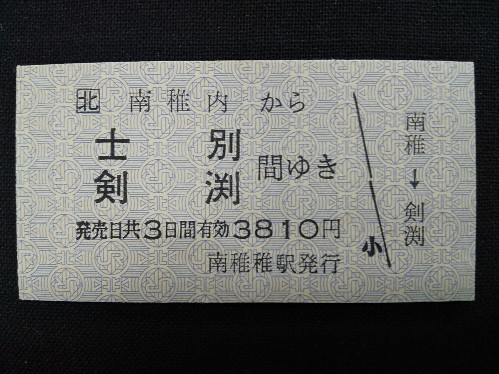 北 南稚内 から
士別
剣渕 間ゆき
発売日共3日間有効3810円
南稚稚駅発行
小
南稚→剣渕